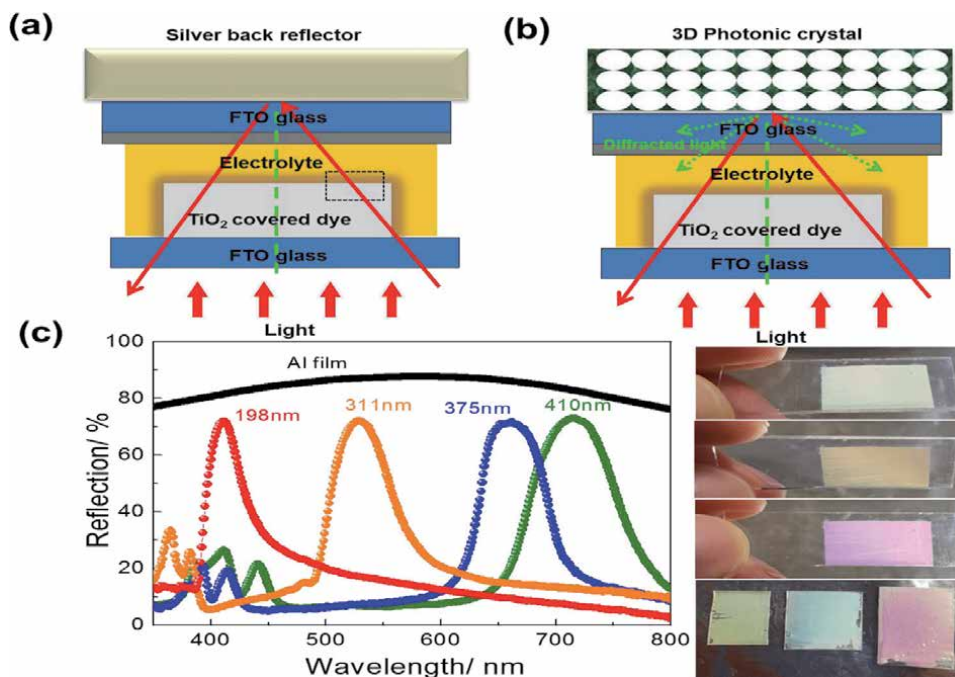 (a)
Silver back reflector
FTO glass
Electrolyte
TiO₂ covered dye
FTO glass
Light
(b)
3D Photonic crystal
FTO glass
Diffracted light
Electrolyte
TiO₂ covered dye
FTO glass
Light
(c)
100
80
60
40
20
0
Reflection/ %
Al film
198nm
311nm
375nm
410nm
400
500
600
700
800
Wavelength/ nm